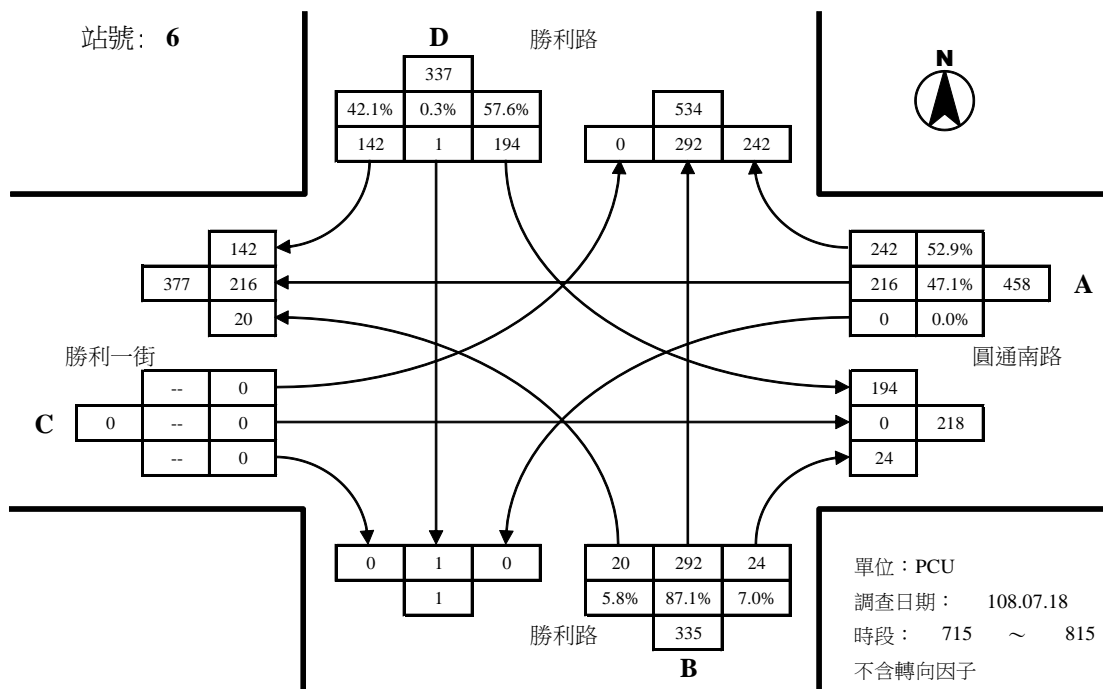 站號: 6
D 勝利路
N
337
42.1% 0.3% 57.6%
142 1 194
534
0 292 242
142
377 216
20
242 52.9%
216 47.1% 458
0 0.0%
A
勝利一街
圓通南路
-- 0
C 0 -- 0
-- 0
194
0 218
24
0 1 0
1
20 292 24
5.8% 87.1% 7.0%
335
勝利路
B
單位：PCU
調查日期： 108.07.18
時段： 715 ～ 815
不含轉向因子